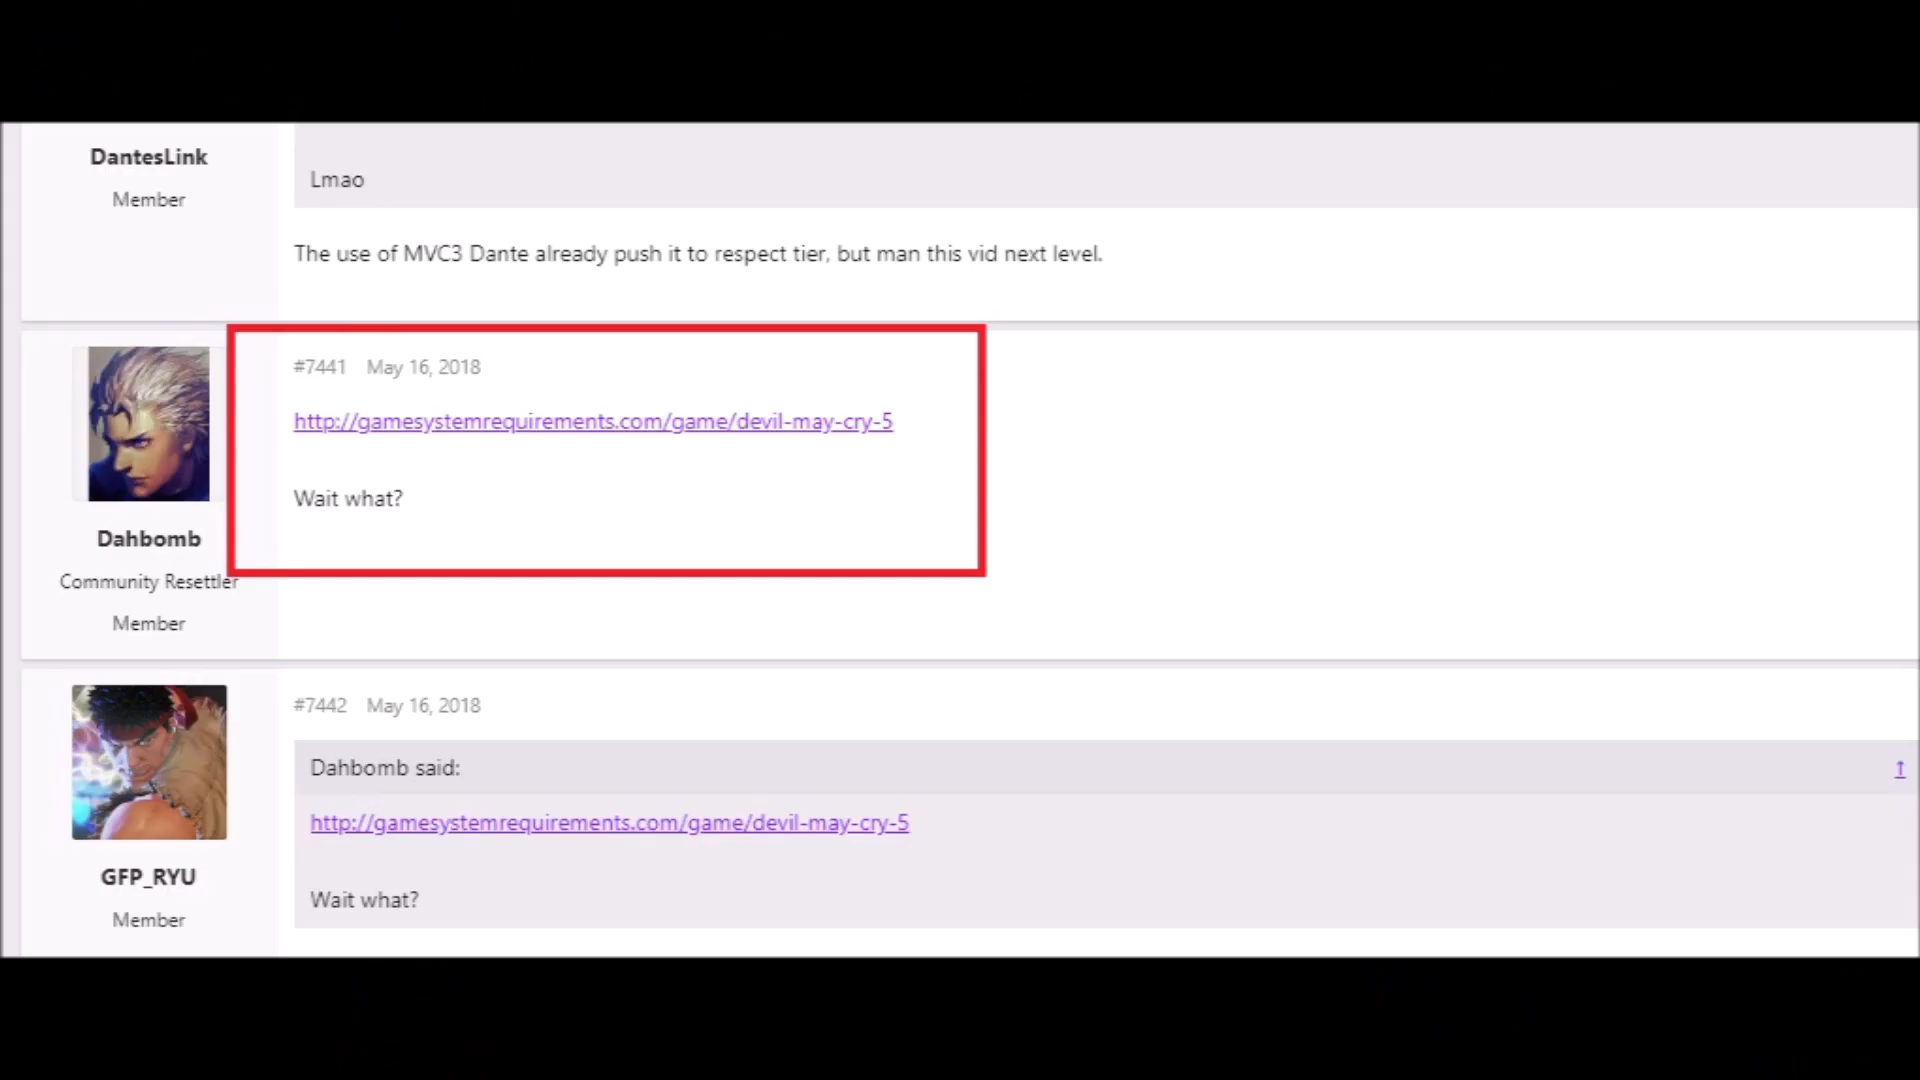 DantesLink
Member
Lmao
The use of MVC3 Dante already push it to respect tier, but man this vid next level.
#7441 May 16, 2018
http://gamesystemrequirements.com/game/devil-may-cry-5
Wait what?
Dahbomb
Community Resettler
Member
#7442 May 16, 2018
Dahbomb said:
↑
http://gamesystemrequirements.com/game/devil-may-cry-5
Wait what?
GFP_RYU
Member